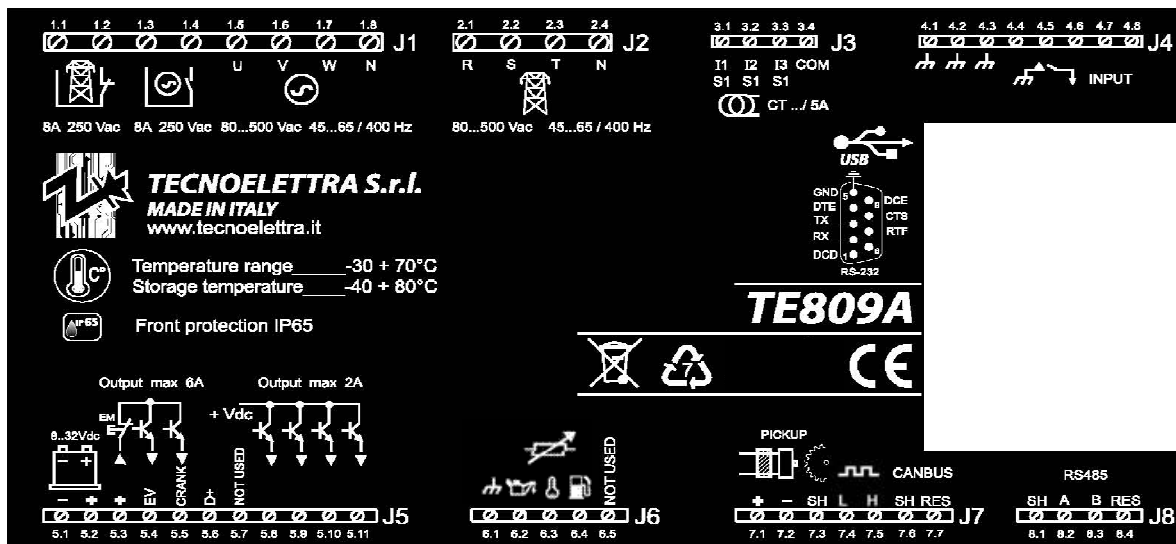 1.1 1.2 1.3 1.4 1.5 1.6 1.7 1.8 J1
U V W N
8A 250 Vac 8A 250 Vac 80...500 Vac 45...65 / 400 Hz
2.1 2.2 2.3 2.4 J2
R S T N
80...500 Vac 45...65 / 400 Hz
3.1 3.2 3.3 3.4 J3
I1 I2 I3 COM
S1 S1 S1
CT .../ 5A
4.1 4.2 4.3 4.4 4.5 4.6 4.7 4.8 J4
INPUT
USB
GND 5 9 DCE
DTE CTS
TX RTF
RX
DCD 1 6
RS-232
TECNOELETTRA S.r.l.
MADE IN ITALY
www.tecnoelettra.it
C° Temperature range_____-30 + 70°C
Storage temperature____-40 + 80°C
IP65 Front protection IP65
TE809A
7 CE
Output max 6A Output max 2A
EM + Vdc
8..32Vdc
- + + EV CRANK D+ NOT USED
5.1 5.2 5.3 5.4 5.5 5.6 5.7 5.8 5.9 5.10 5.11 J5
NOT USED
6.1 6.2 6.3 6.4 6.5 J6
PICKUP
CANBUS
+ - SH L H SH RES
7.1 7.2 7.3 7.4 7.5 7.6 7.7 J7
RS485
SH A B RES
8.1 8.2 8.3 8.4 J8